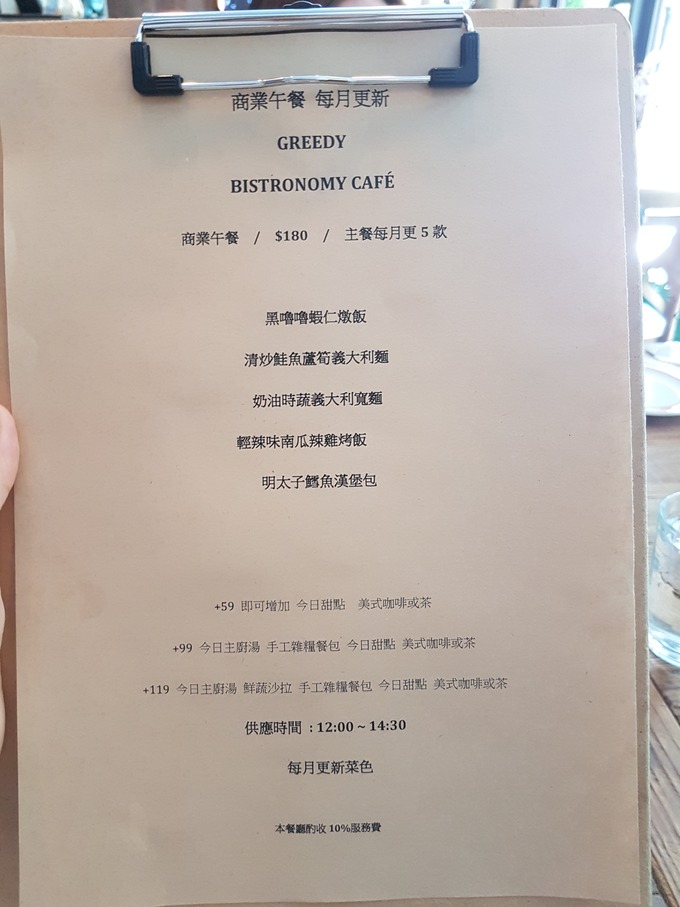 商業午餐 每月更新
GREEDY
BISTRONOMY CAFÉ
商業午餐 / $180 / 主餐每月更 5 款
黑嚕嚕蝦仁燉飯
清炒鮭魚蘆筍義大利麵
奶油時蔬義大利寬麵
輕辣味南瓜辣雞烤飯
明太子鱈魚漢堡包
+59 即可增加 今日甜點 美式咖啡或茶
+99 今日主廚湯 手工雜糧餐包 今日甜點 美式咖啡或茶
+119 今日主廚湯 鮮蔬沙拉 手工雜糧餐包 今日甜點 美式咖啡或茶
供應時間 : 12:00 ~ 14:30
每月更新菜色
本餐廳酌收 10%服務費